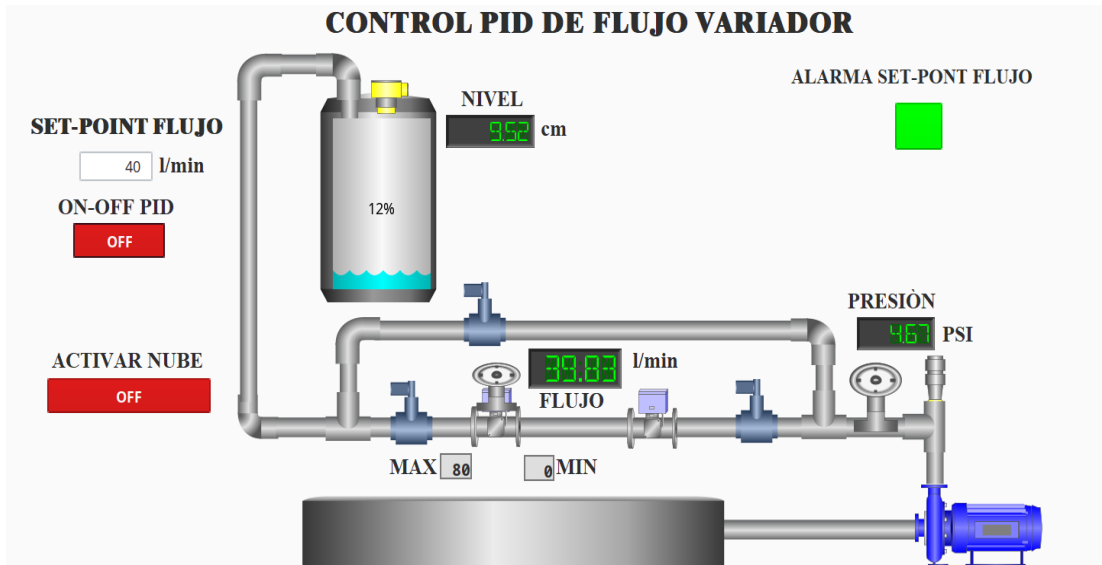 CONTROL PID DE FLUJO VARIADOR
ALARMA SET-PONT FLUJO
NIVEL
9.52 cm
SET-POINT FLUJO
40 l/min
ON-OFF PID
OFF
12%
PRESIÒN
4.67 PSI
ACTIVAR NUBE
OFF
39.83 l/min
FLUJO
MAX 80
0 MIN